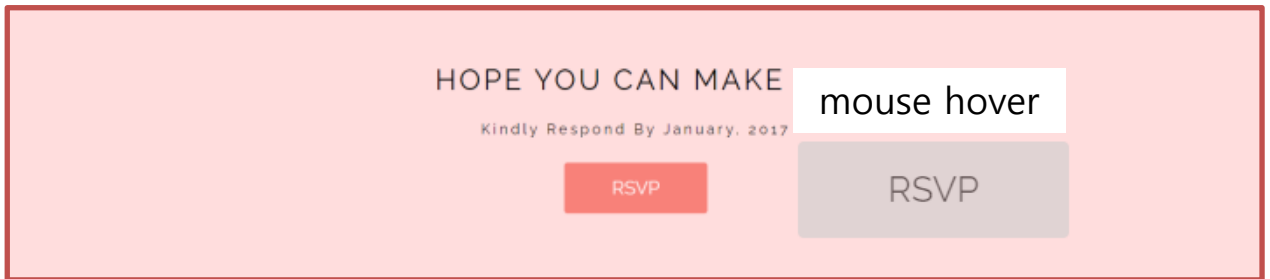 HOPE YOU CAN MAKE
mouse hover
Kindly Respond By January, 2017
RSVP
RSVP